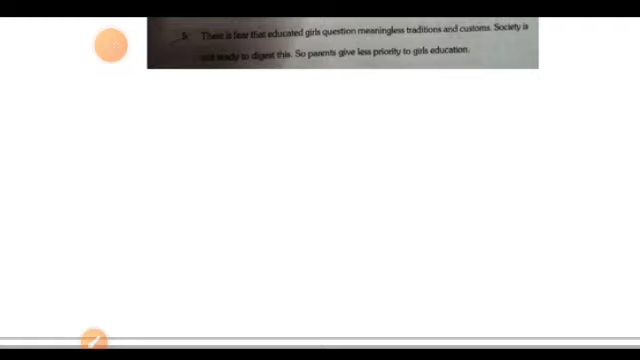 5. There is fear that educated girls question meaningless traditions and customs. Society is
not ready to digest this. So parents give less priority to girls education.